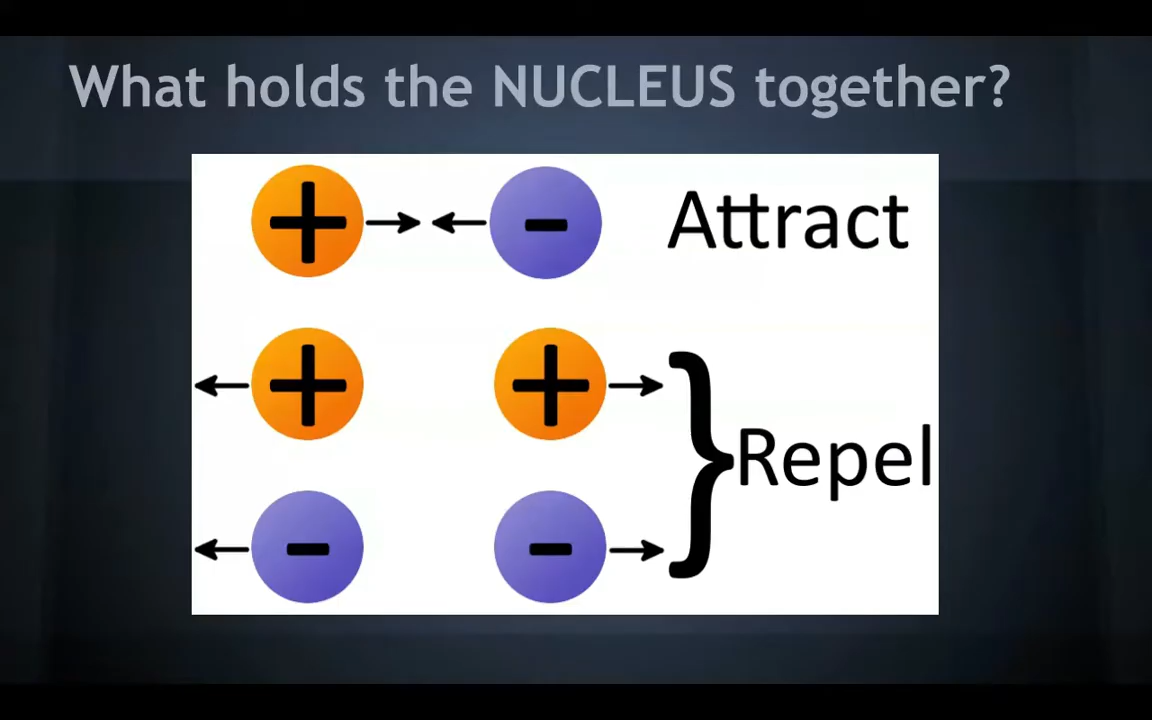 What holds the NUCLEUS together?
+ - Attract
+ +
} Repel
- -